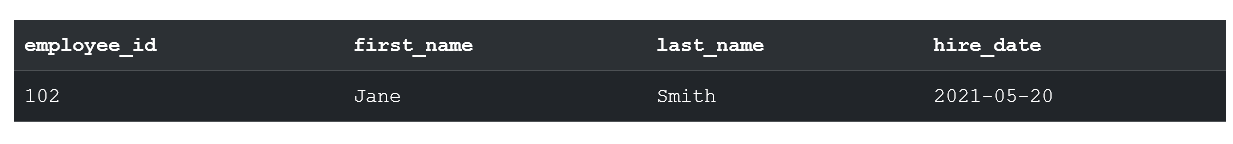 employee_id first_name last_name hire_date
102 Jane Smith 2021-05-20